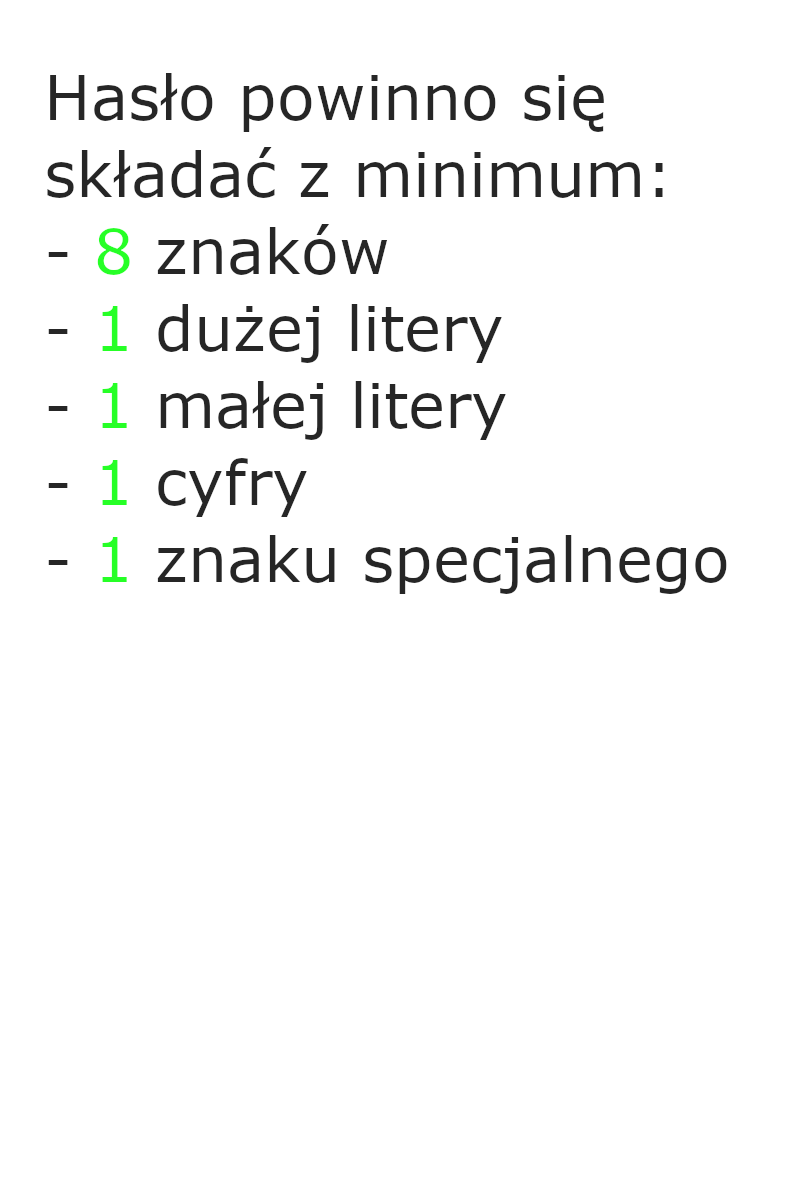 Hasło powinno się
składać z minimum:
- 8 znaków
- 1 dużej litery
- 1 małej litery
- 1 cyfry
- 1 znaku specjalnego